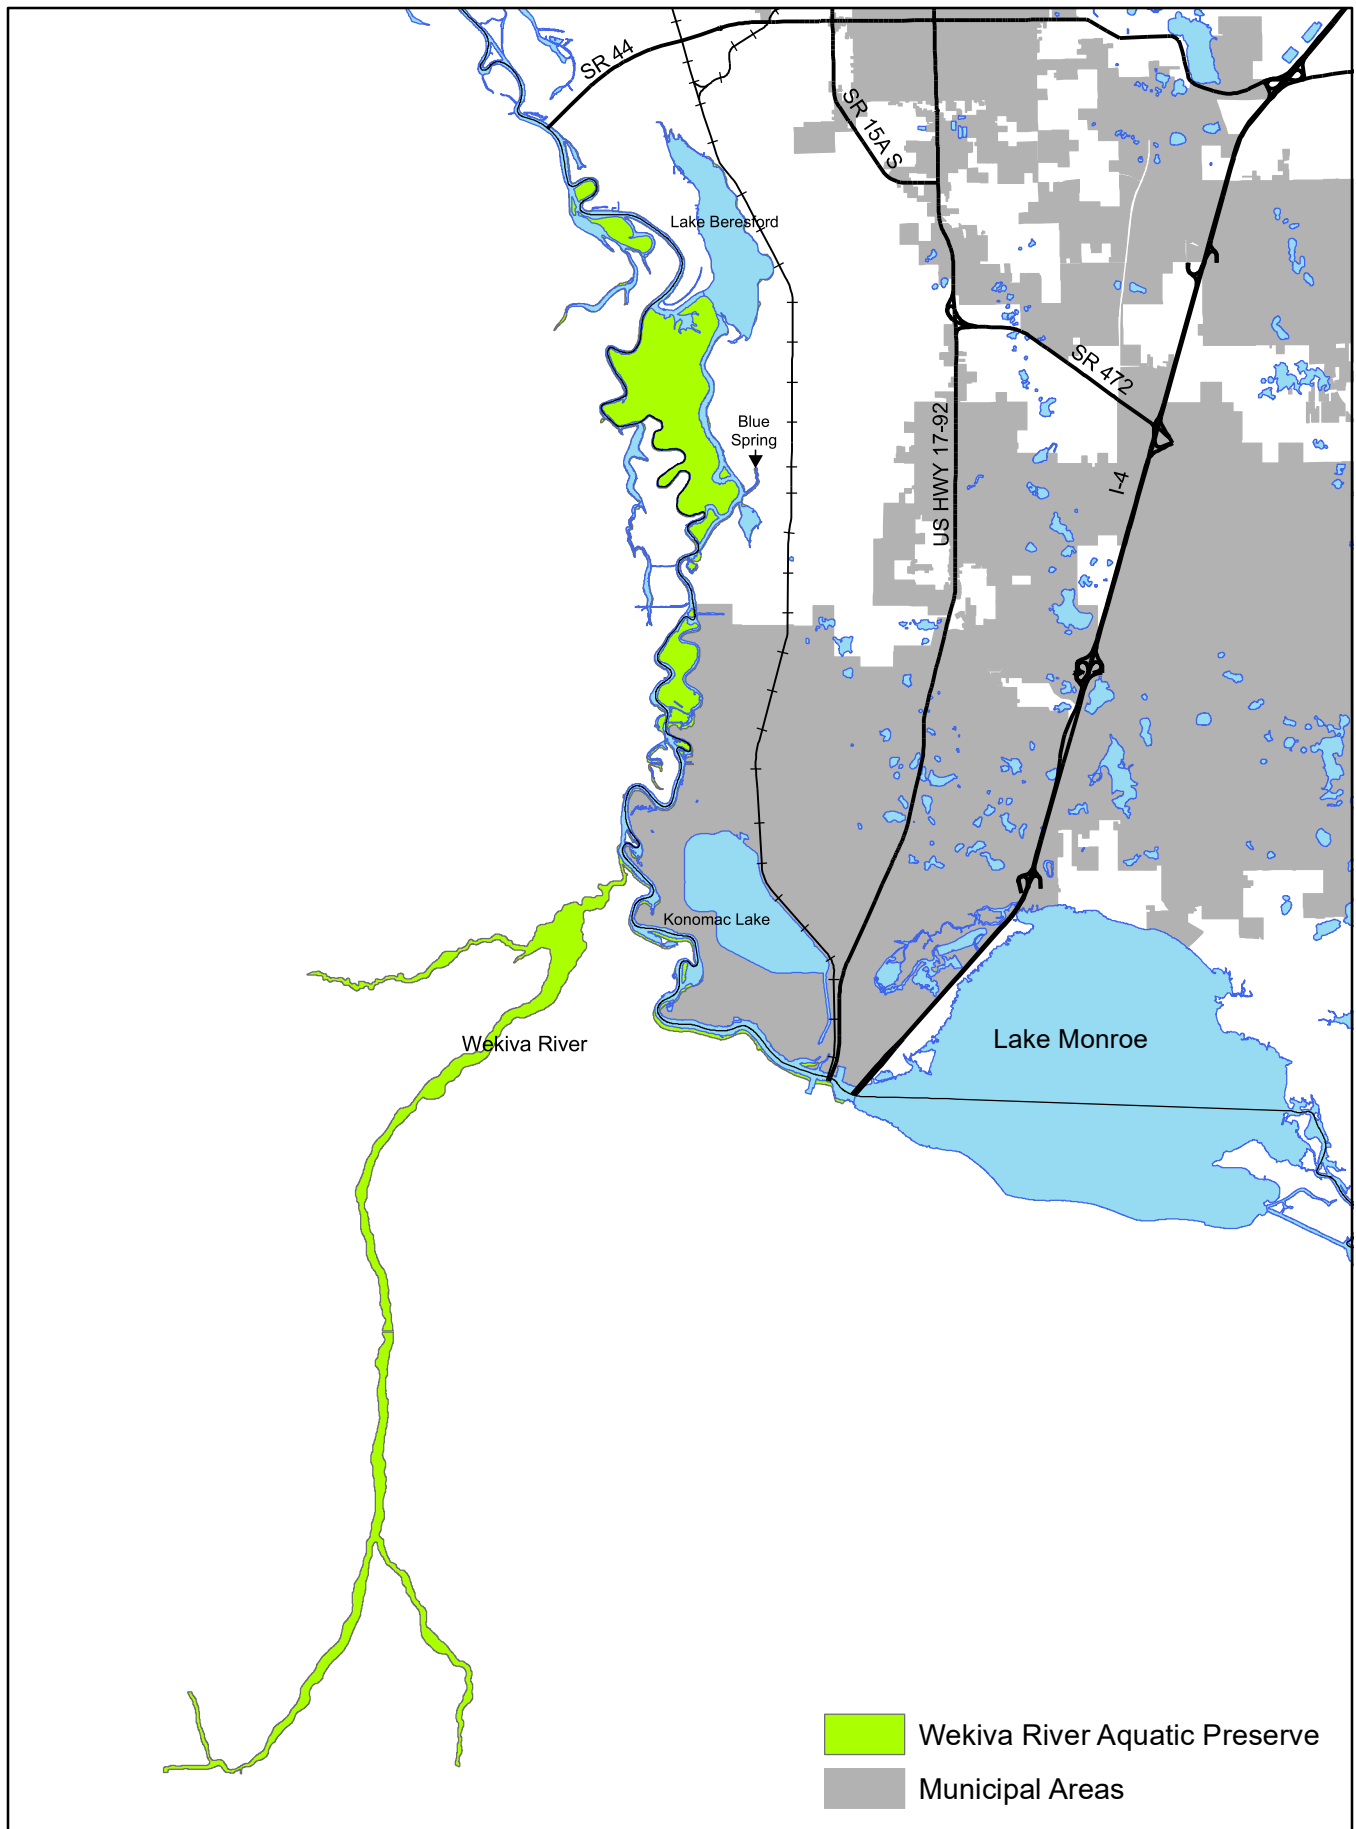 SR 44
SR 15A S
Lake Beresford
SR 472
Blue
Spring
US HWY 17-92
I-4
Konomac Lake
Lake Monroe
Wekiva River
Wekiva River Aquatic Preserve
Municipal Areas